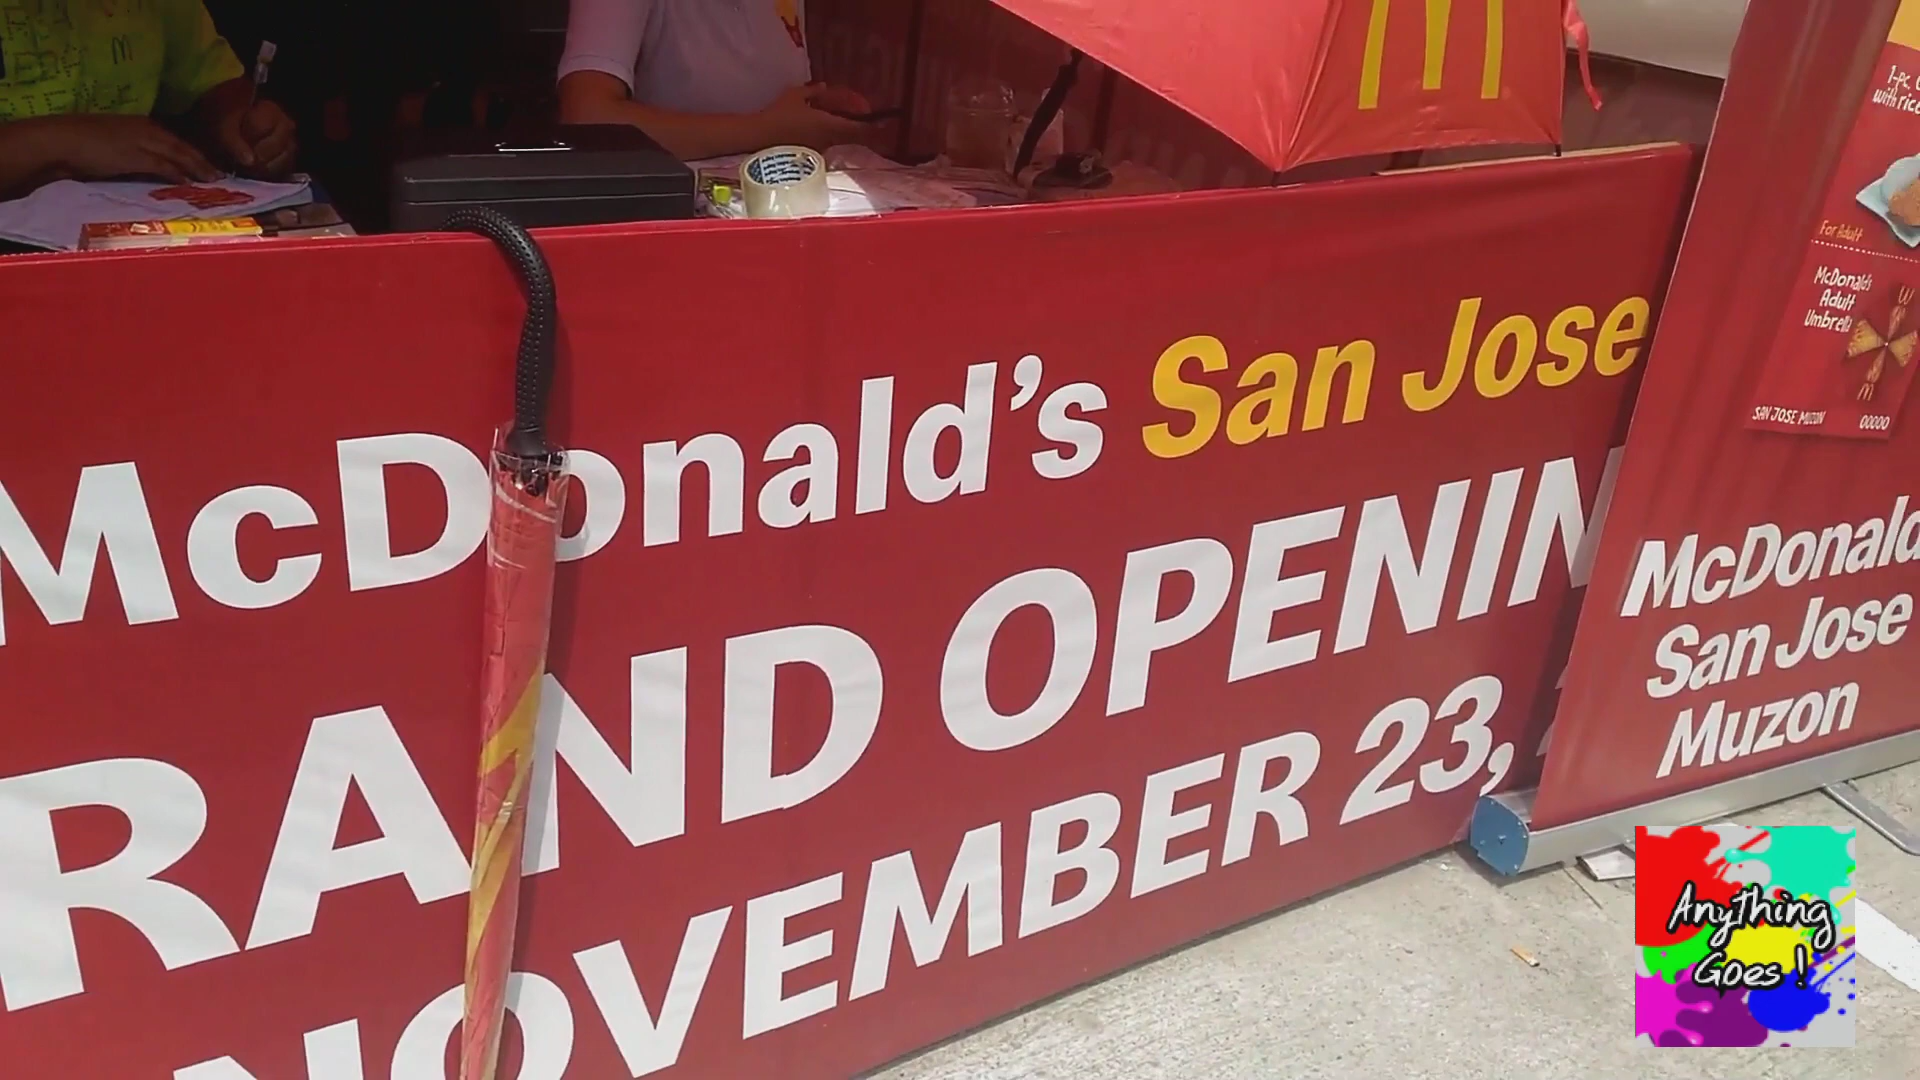 McDonald's San Jose
RAND OPENIN
NOVEMBER 23,
1-pc.
with rice
For Adult
McDonald's
Adult
Umbrella
SAN JOSE MUZON 00000
McDonald
San Jose
Muzon
Anything
Goes!